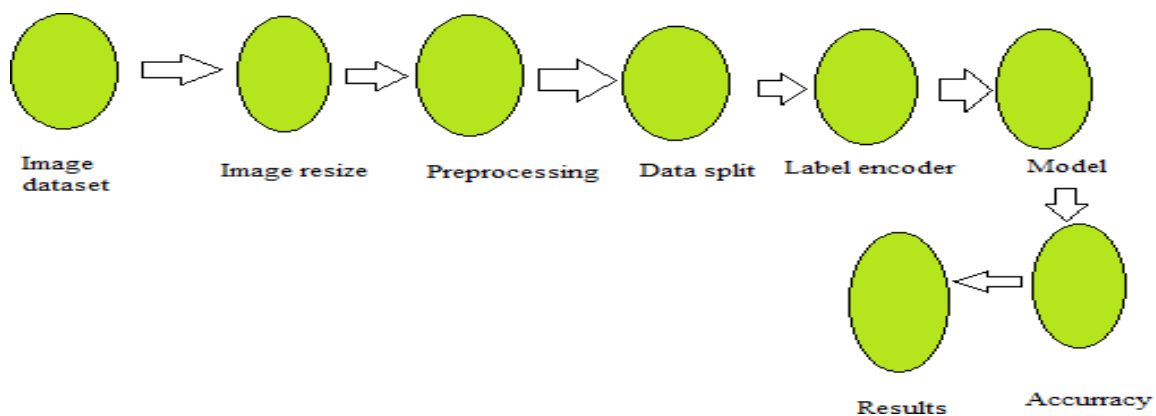 Image
dataset
Image resize
Preprocessing
Data split
Label encoder
Model
Accurracy
Results